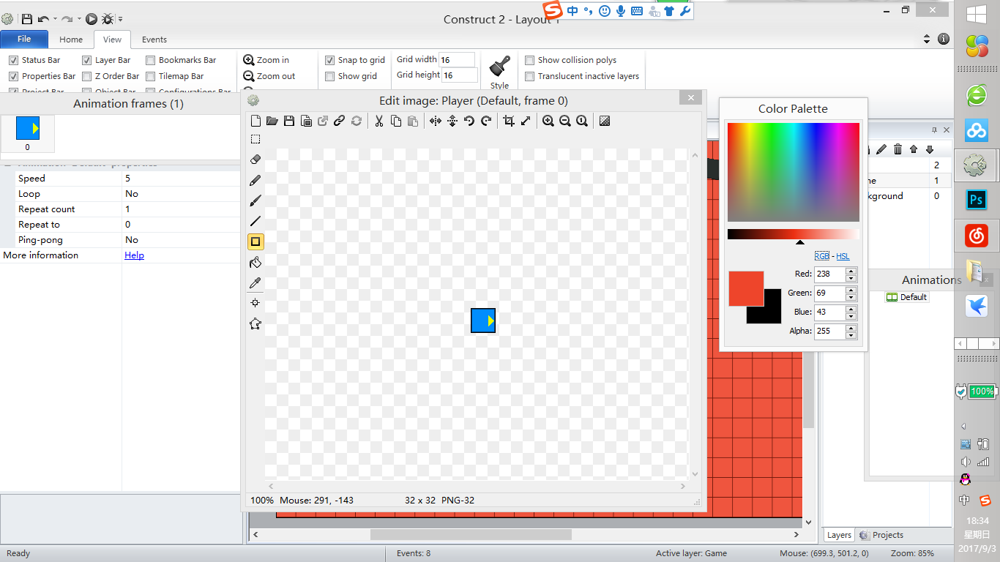 Construct 2 - Layout 1
中
File
Home
View
Events
Status Bar
Layer Bar
Bookmarks Bar
Zoom in
Snap to grid
Grid width 16
Show collision polys
Properties Bar
Z Order Bar
Tilemap Bar
Zoom out
Show grid
Grid height 16
Translucent inactive layers
Project Bar
Object Bar
Configurations Bar
Style
Animation frames (1)
0
Animation 'Default' properties
Speed 5
Loop No
Repeat count 1
Repeat to 0
Ping-pong No
More information Help
Edit image: Player (Default, frame 0)
100% Mouse: 291, -143 32 x 32 PNG-32
Color Palette
RGB - HSL
Red: 238
Green: 69
Blue: 43
Alpha: 255
2
1
kground 0
Animations
Default
Layers
Projects
Ready
Events: 8
Active layer: Game
Mouse: (699.3, 501.2, 0)
Zoom: 85%
Ps
100%
中
18:34
星期日
2017/9/3